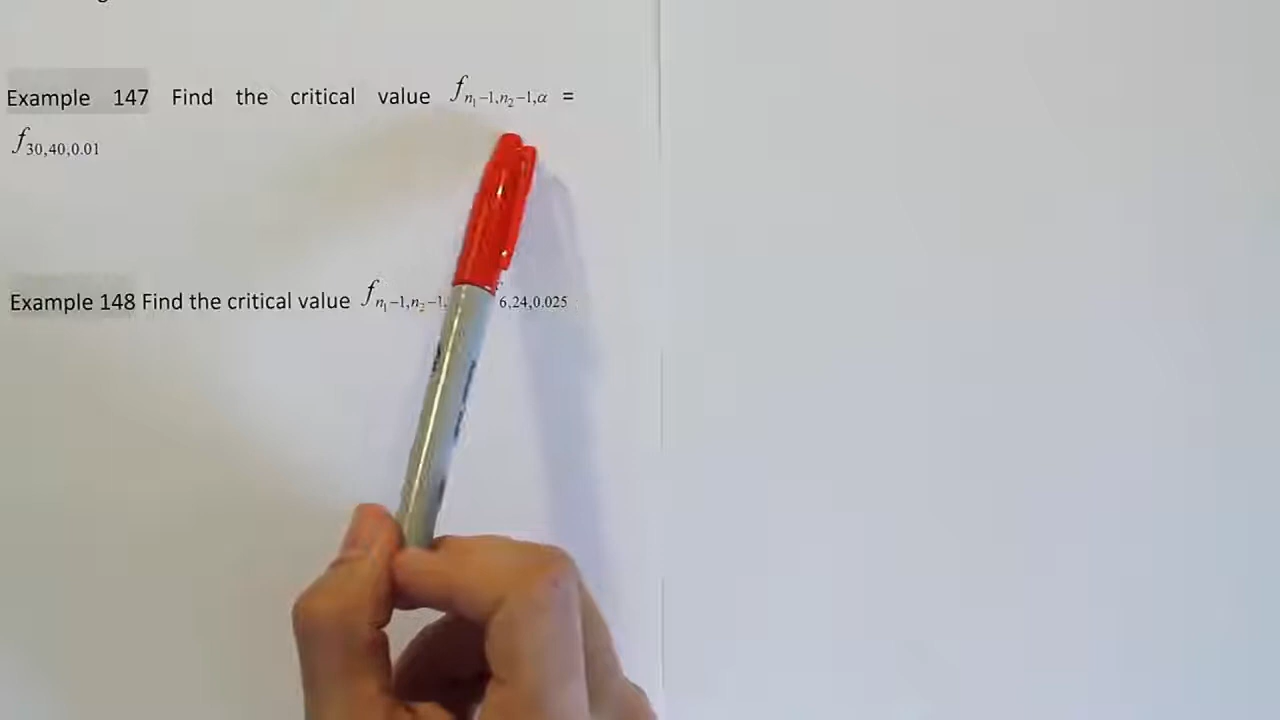 Example 147 Find the critical value f n₁−1,n₂−1,α =
f 30,40,0.01
Example 148 Find the critical value f n₁−1,n₂−1, 6,24,0.025